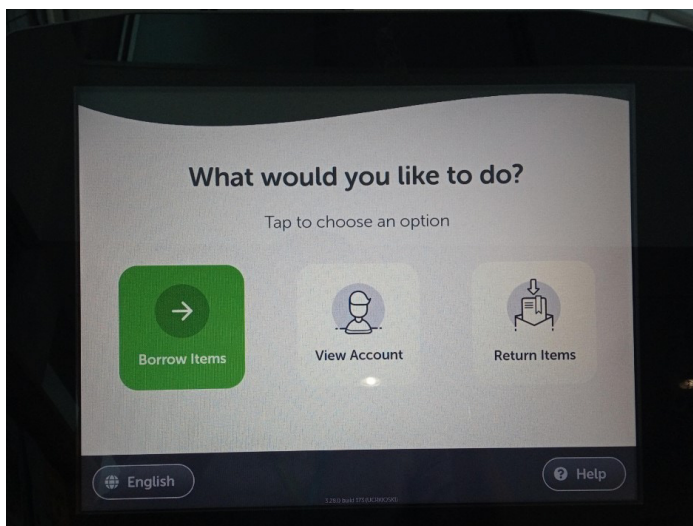 What would you like to do?
Tap to choose an option
Borrow Items
View Account
Return Items
English
Help